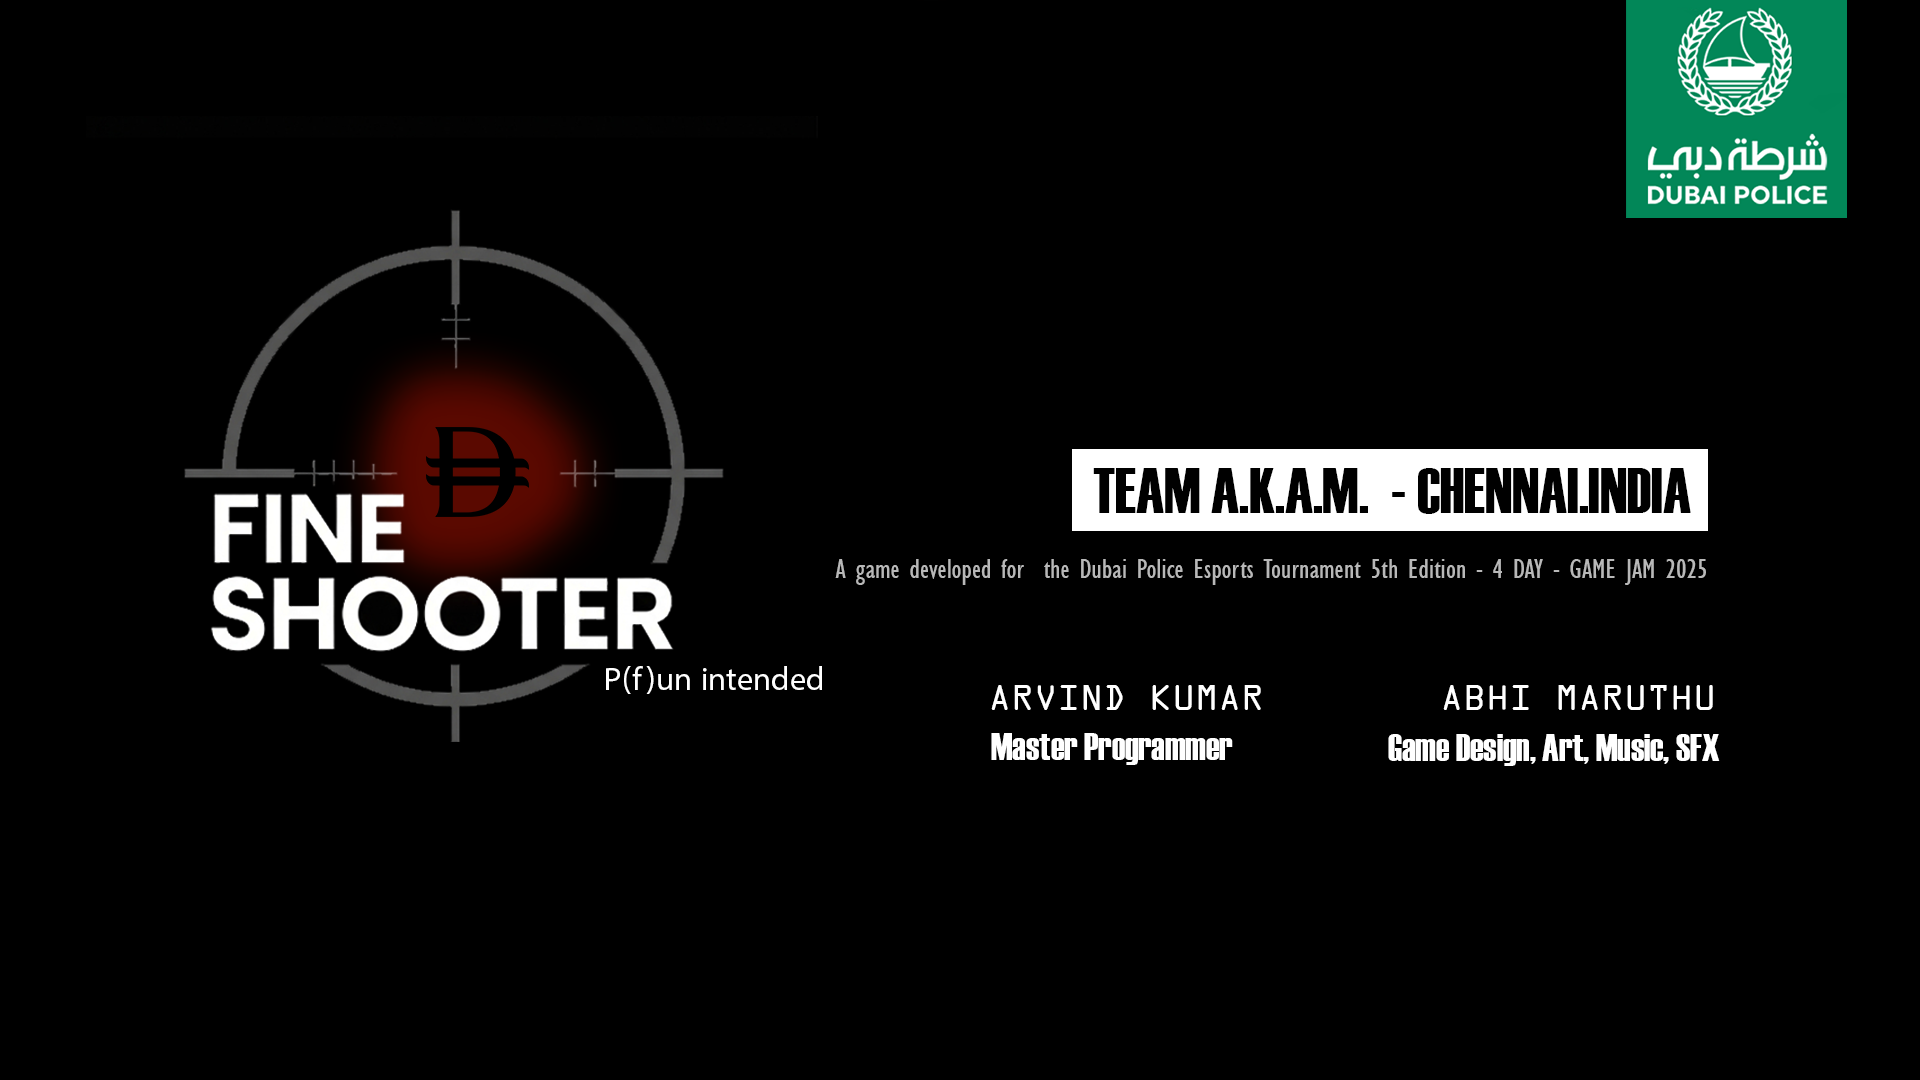 شرطة دبي
DUBAI POLICE
FINE
SHOOTER
P(f)un intended
TEAM A.K.A.M. - CHENNAI.INDIA
A game developed for the Dubai Police Esports Tournament 5th Edition - 4 DAY - GAME JAM 2025
ARVIND KUMAR
Master Programmer
ABHI MARUTHU
Game Design, Art, Music, SFX